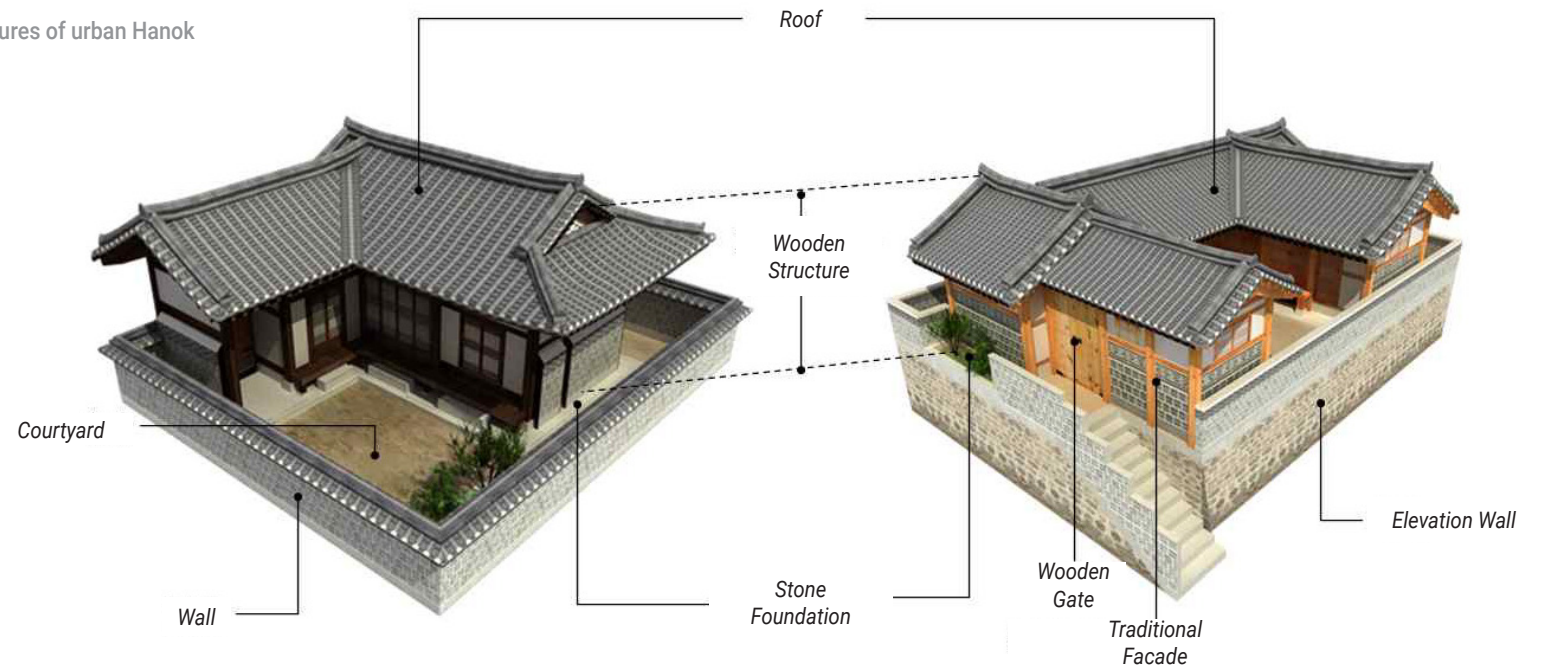 ures of urban Hanok
Roof
Wooden
Structure
Courtyard
Elevation Wall
Wooden
Gate
Stone
Foundation
Wall
Traditional
Facade